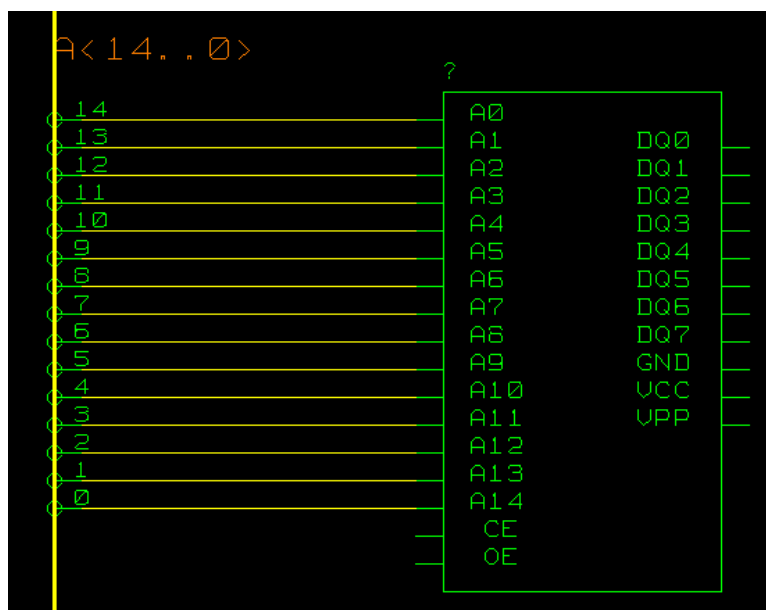 A<14..0>
?
14 A0
13 A1 DQ0
12 A2 DQ1
11 A3 DQ2
10 A4 DQ3
9 A5 DQ4
8 A6 DQ5
7 A7 DQ6
6 A8 DQ7
5 A9 GND
4 A10 VCC
3 A11 VPP
2 A12
1 A13
0 A14
CE
OE